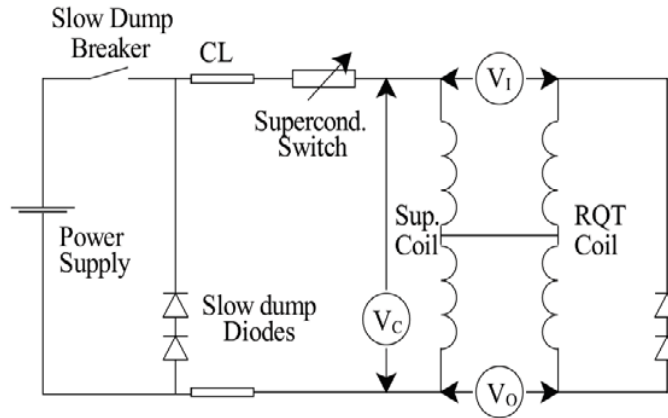 Slow Dump
Breaker
CL
V_I
Supercond.
Switch
Sup.
Coil
RQT
Coil
Power
Supply
Slow dump
Diodes
V_C
V_O